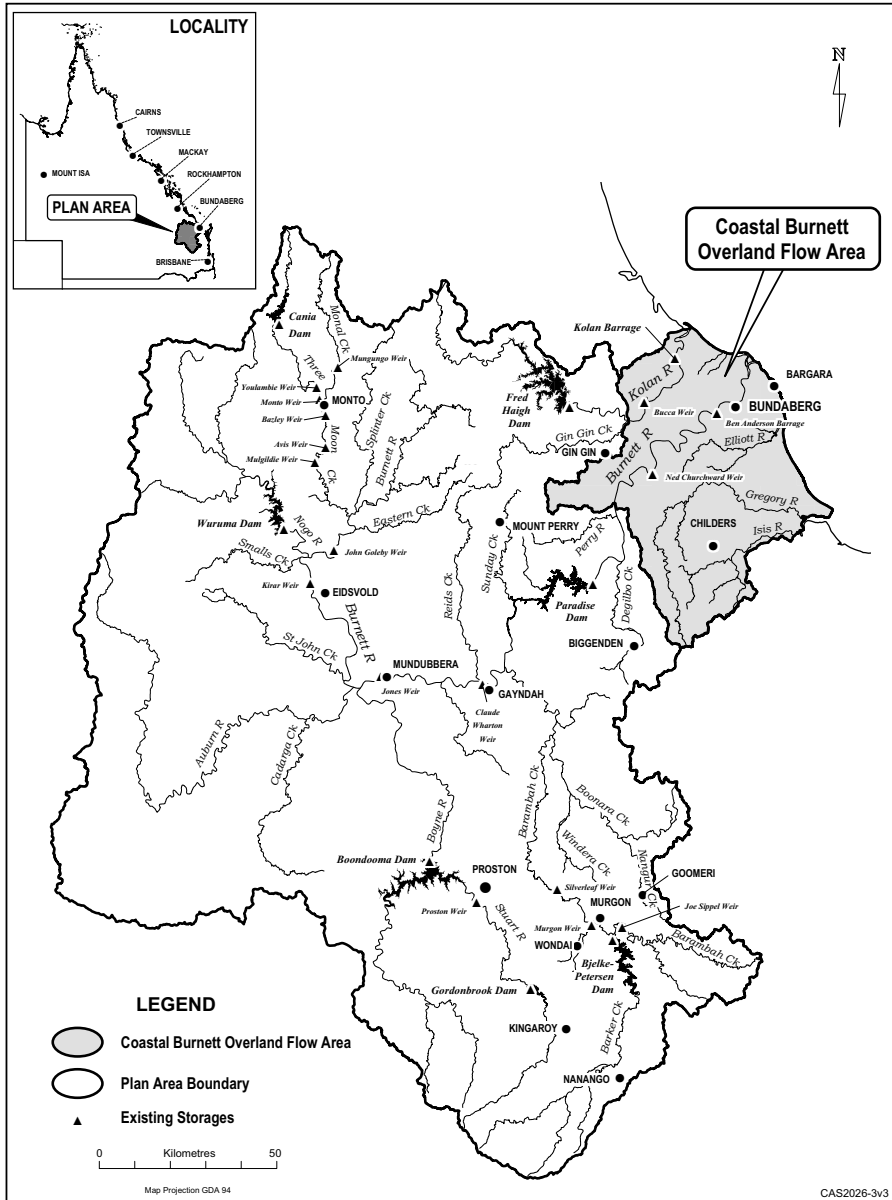 LOCALITY
CAIRNS
TOWNSVILLE
MACKAY
MOUNT ISA
ROCKHAMPTON
PLAN AREA
BUNDABERG
BRISBANE
N
Coastal Burnett
Overland Flow Area
Kolan Barrage
Cania
Dam
Monal Ck
Mungungo Weir
Three
Moon
Ck
Youlambie Weir
Monto Weir
MONTO
Bazley Weir
Avis Weir
Mulgildie Weir
Splinter Ck
Burnett R
Fred
Haigh
Dam
Gin Gin Ck
GIN GIN
Kolan R
Bucca Weir
BARGARA
BUNDABERG
Ben Anderson Barrage
Burnett R
Elliott R
Ned Churchward Weir
Gregory R
CHILDERS
Isis R
Wuruma Dam
Nogo R
Eastern Ck
Smalls Ck
John Goleby Weir
Kirar Weir
EIDSVOLD
Reids Ck
Sunday Ck
MOUNT PERRY
Perry R
Paradise
Dam
Degilbo Ck
BIGGENDEN
St John Ck
Burnett R
MUNDUBBERA
Jones Weir
GAYNDAH
Claude
Wharton
Weir
Auburn R
Cadarga Ck
Boyne R
Barambah Ck
Boonara Ck
Windera Ck
Nangur Ck
GOOMERI
Boondooma Dam
PROSTON
Proston Weir
Stuart R
Silverleaf Weir
MURGON
Joe Sippel Weir
Murgon Weir
WONDAI
Barambah Ck
Bjelke-
Petersen
Dam
Gordonbrook Dam
KINGAROY
Barker Ck
NANANGO
LEGEND
Coastal Burnett Overland Flow Area
Plan Area Boundary
Existing Storages
0 Kilometres 50
Map Projection GDA 94
CAS2026-3v3